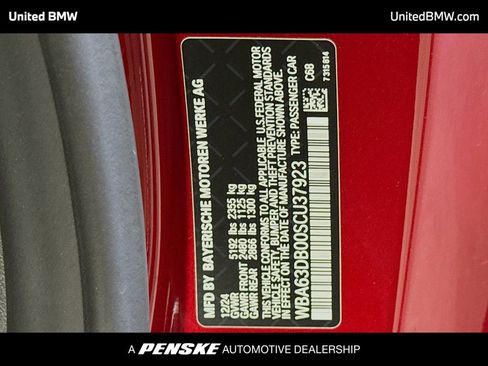 United BMW
UnitedBMW.com
MFD BY BAYERISCHE MOTOREN WERKE AG
12/24
GVWR 5192 lbs 2355 kg
GAWR FRONT 2480 lbs 1125 kg
GAWR REAR 2866 lbs 1300 kg
THIS VEHICLE CONFORMS TO ALL APPLICABLE U.S. FEDERAL MOTOR
VEHICLE SAFETY, BUMPER AND THEFT PREVENTION STANDARDS
IN EFFECT ON THE DATE OF MANUFACTURE SHOWN ABOVE.
WBA63DB00SCU37923 TYPE: PASSENGER CAR
C68
7315814
A PENSKE AUTOMOTIVE DEALERSHIP